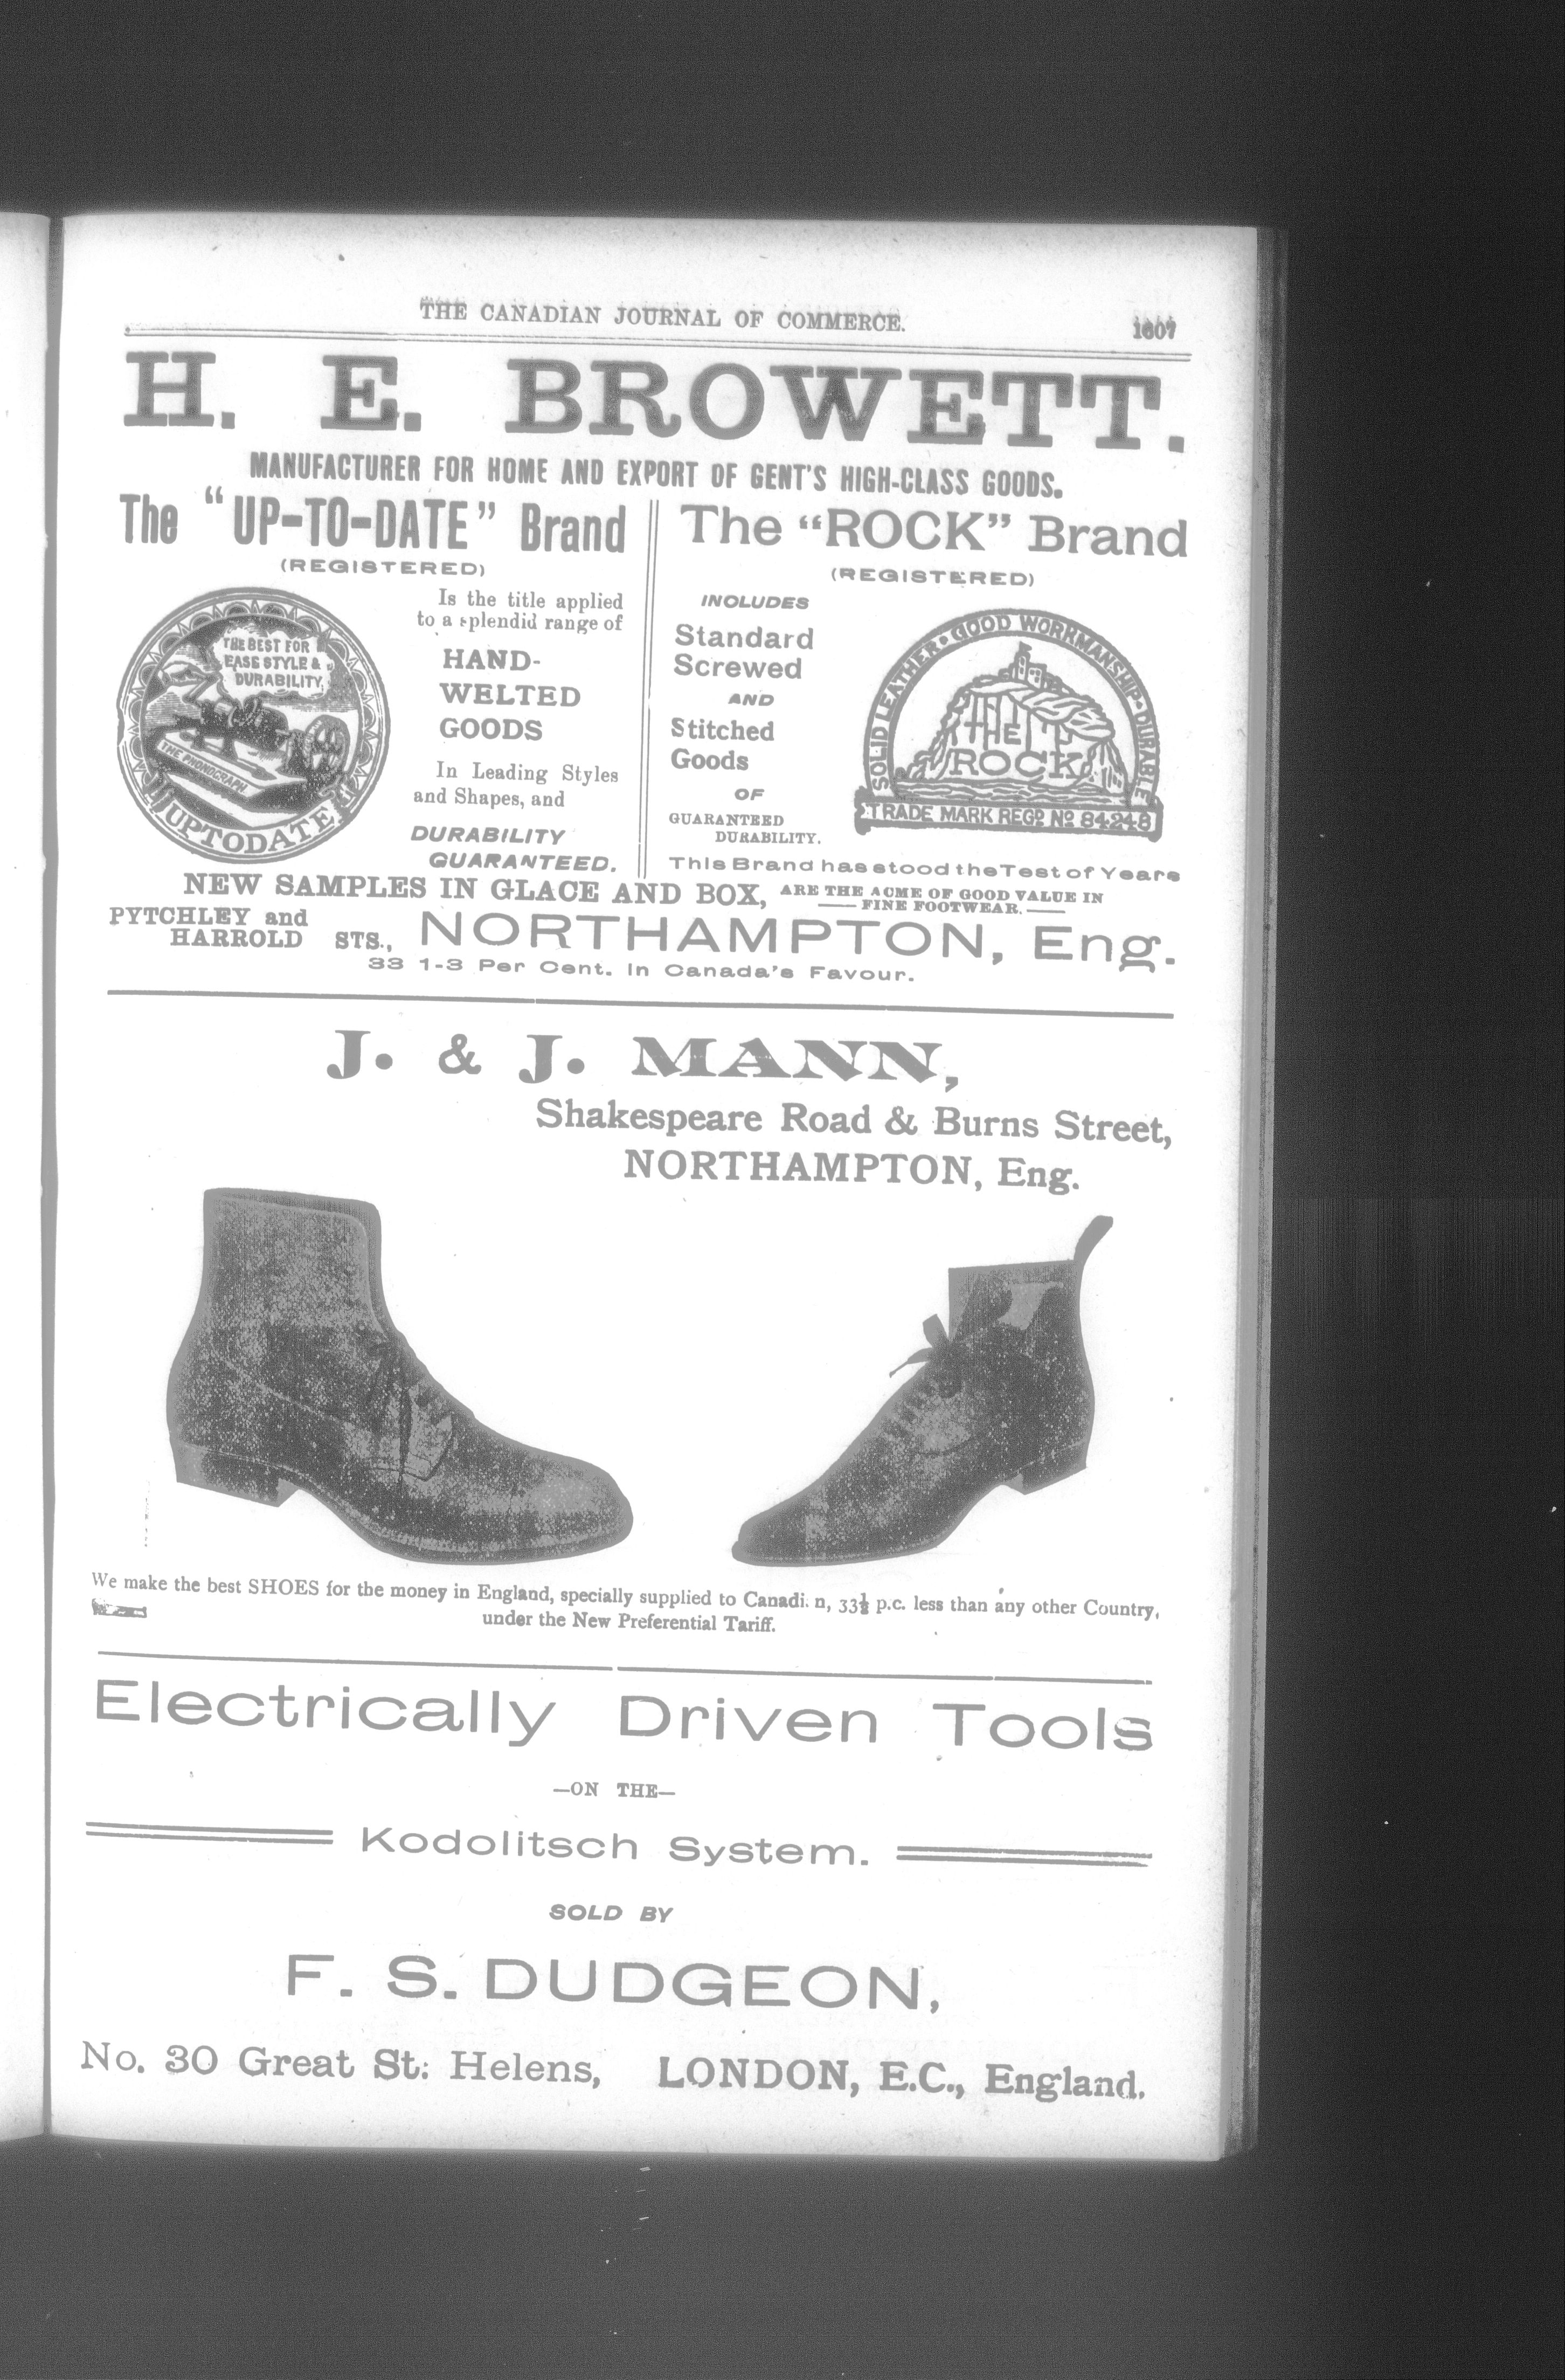 THE CANADIAN JOURNAL OF COMMERCE. 1607
H. E. BROWETT.
MANUFACTURER FOR HOME AND EXPORT OF GENT'S HIGH-CLASS GOODS.
The "UP-TO-DATE" Brand
(REGISTERED)
THE BEST FOR
EASE STYLE &
DURABILITY,
THE PHONOGRAPH
UPTODATE
Is the title applied
to a splendid range of
HAND-
WELTED
GOODS
In Leading Styles
and Shapes, and
DURABILITY
GUARANTEED.
The "ROCK" Brand
(REGISTERED)
INCLUDES
Standard
Screwed
AND
Stitched
Goods
OF
GUARANTEED
DURABILITY.
SOLID LEATHER • GOOD WORKMANSHIP • DURABLE
THE
ROCK
TRADE MARK REGD. No 84248
This Brand has stood the Test of Years
NEW SAMPLES IN GLACE AND BOX, ARE THE ACME OF GOOD VALUE IN
FINE FOOTWEAR.
PYTCHLEY and
HARROLD STS., NORTHAMPTON, Eng.
33 1-3 Per Cent. in Canada's Favour.
J. & J. MANN,
Shakespeare Road & Burns Street,
NORTHAMPTON, Eng.
We make the best SHOES for the money in England, specially supplied to Canadi. n, 33⅓ p.c. less than any other Country,
under the New Preferential Tariff.
Electrically Driven Tools
—ON THE—
Kodolitsch System.
SOLD BY
F. S. DUDGEON,
No. 30 Great St. Helens, LONDON, E.C., England.